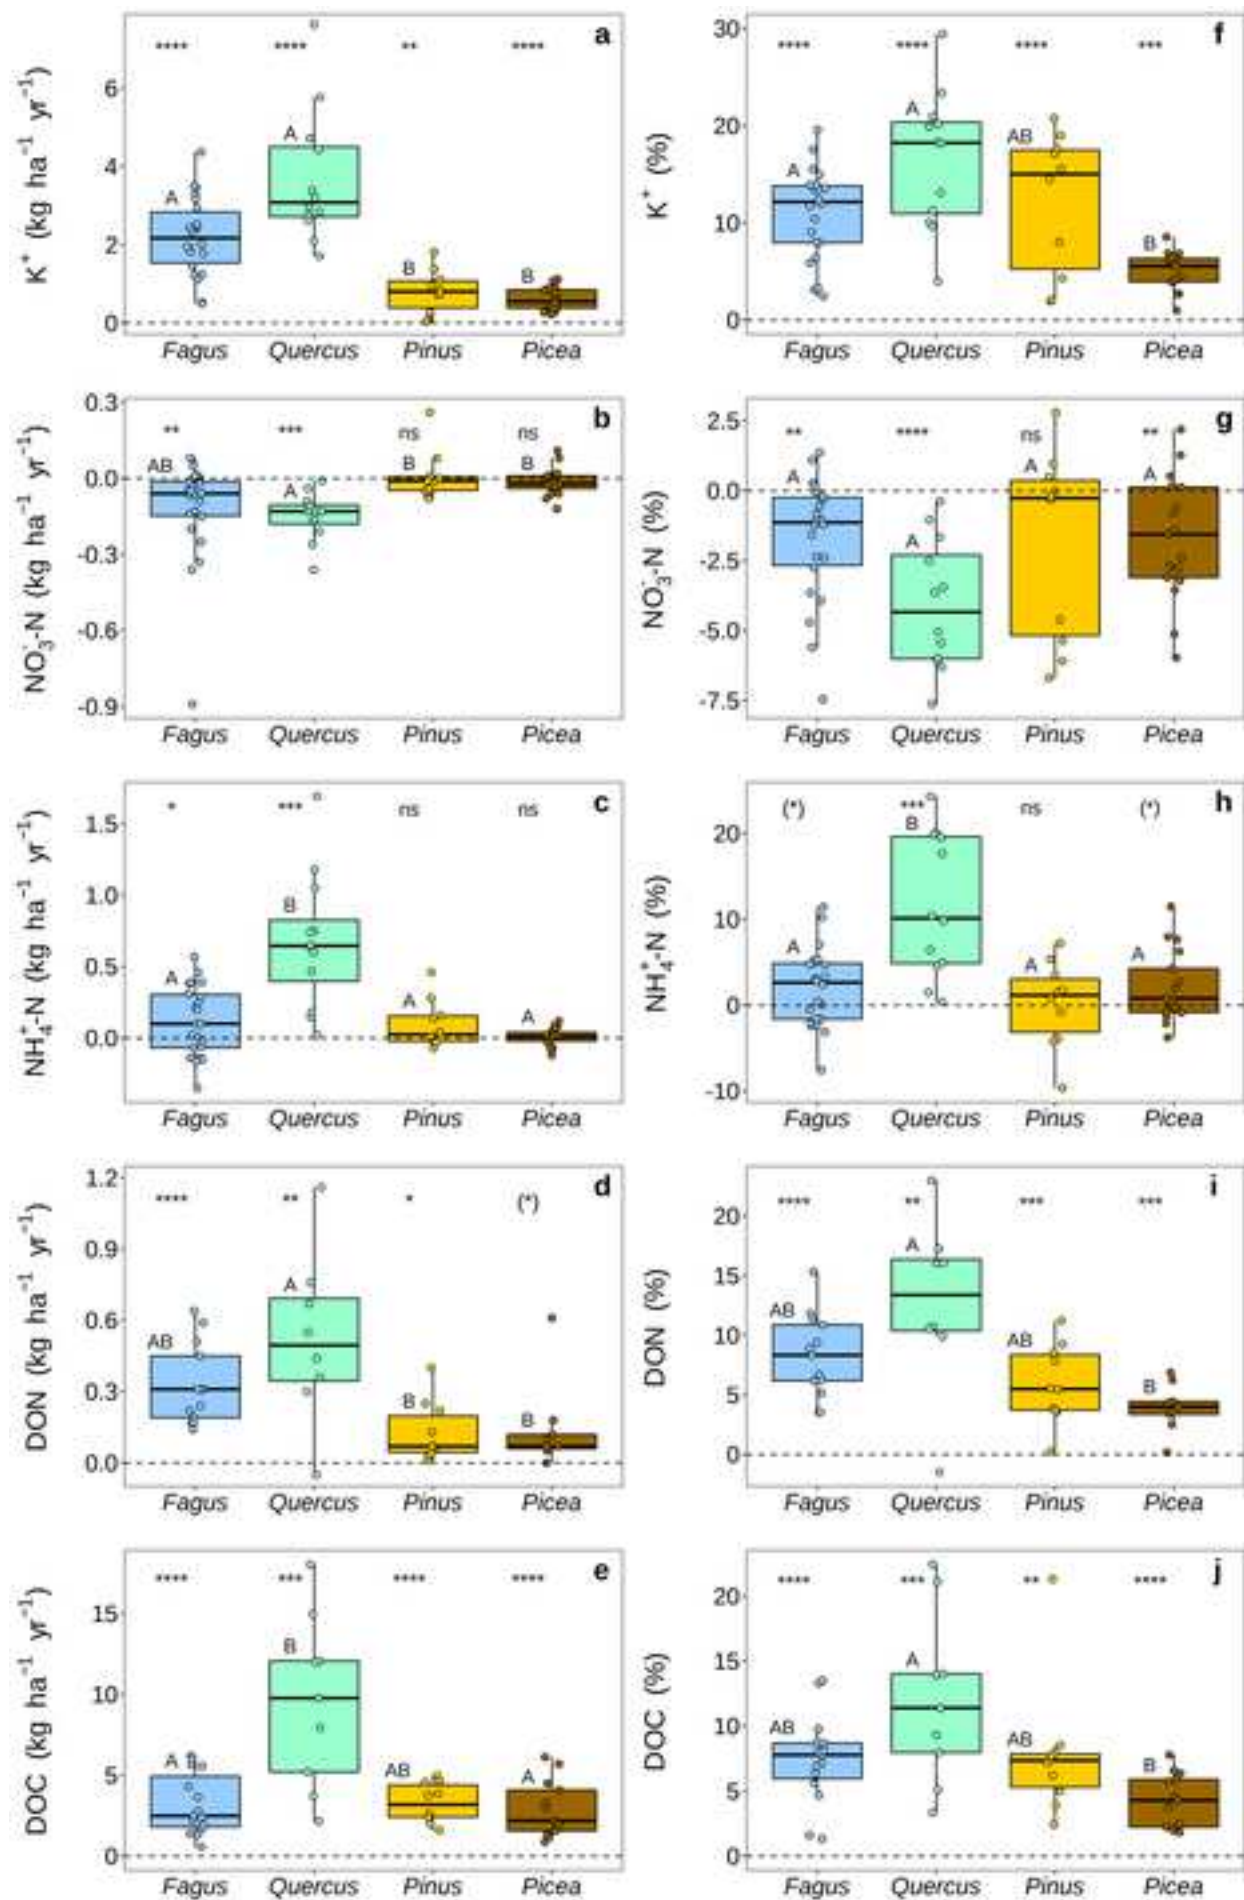 a
K⁺ (kg ha⁻¹ yr⁻¹)
6
4
2
0
**** **** ** ****
A A B B
Fagus Quercus Pinus Picea
f
K⁺ (%)
30
20
10
0
**** **** **** ***
A A AB B
Fagus Quercus Pinus Picea
b
NO₃⁻-N (kg ha⁻¹ yr⁻¹)
0.3
0.0
-0.3
-0.6
-0.9
** *** ns ns
AB A B B
Fagus Quercus Pinus Picea
g
NO₃⁻-N (%)
2.5
0.0
-2.5
-5.0
-7.5
** **** ns **
A A A A
Fagus Quercus Pinus Picea
c
NH₄⁺-N (kg ha⁻¹ yr⁻¹)
1.5
1.0
0.5
0.0
* *** ns ns
A B A A
Fagus Quercus Pinus Picea
h
NH₄⁺-N (%)
20
10
0
-10
(*) *** ns (*)
A B A A
Fagus Quercus Pinus Picea
d
DON (kg ha⁻¹ yr⁻¹)
1.2
0.9
0.6
0.3
0.0
**** ** * (*)
AB A B B
Fagus Quercus Pinus Picea
i
DON (%)
20
15
10
5
0
**** ** *** ***
AB A AB B
Fagus Quercus Pinus Picea
e
DOC (kg ha⁻¹ yr⁻¹)
15
10
5
0
**** *** **** ****
A B AB A
Fagus Quercus Pinus Picea
j
DOC (%)
20
15
10
5
0
**** *** ** ****
AB A AB B
Fagus Quercus Pinus Picea